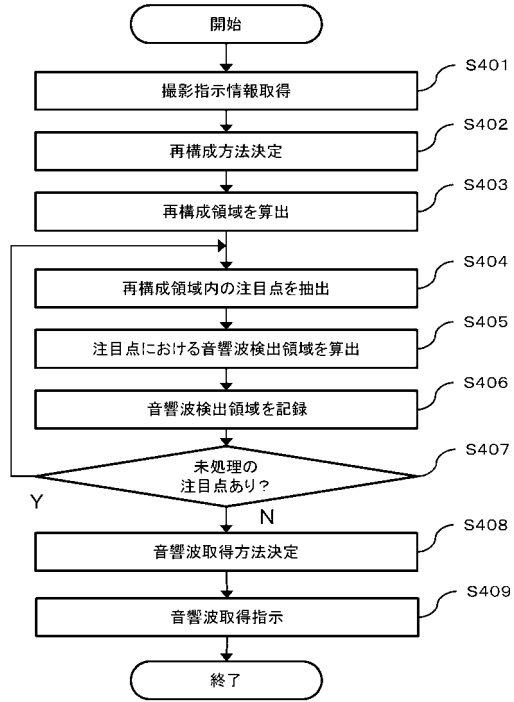 開始
S401
撮影指示情報取得
S402
再構成方法決定
S403
再構成領域を算出
S404
再構成領域内の注目点を抽出
S405
注目点における音響波検出領域を算出
S406
音響波検出領域を記録
S407
未処理の
注目点あり?
Y
N
S408
音響波取得方法決定
S409
音響波取得指示
終了